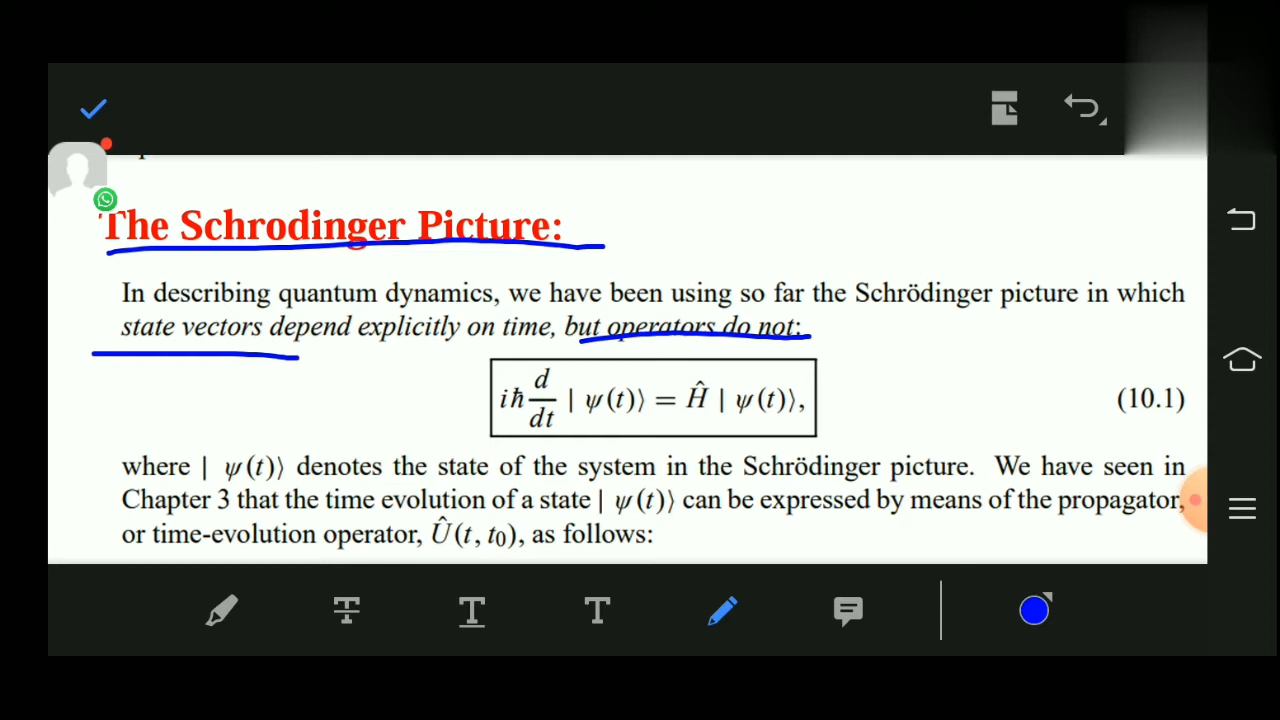 The Schrodinger Picture:
In describing quantum dynamics, we have been using so far the Schrödinger picture in which
state vectors depend explicitly on time, but operators do not:
iħ d/dt | ψ(t)⟩ = Ĥ | ψ(t)⟩, (10.1)
where | ψ(t)⟩ denotes the state of the system in the Schrödinger picture. We have seen in
Chapter 3 that the time evolution of a state | ψ(t)⟩ can be expressed by means of the propagator,
or time-evolution operator, Û(t, t₀), as follows: